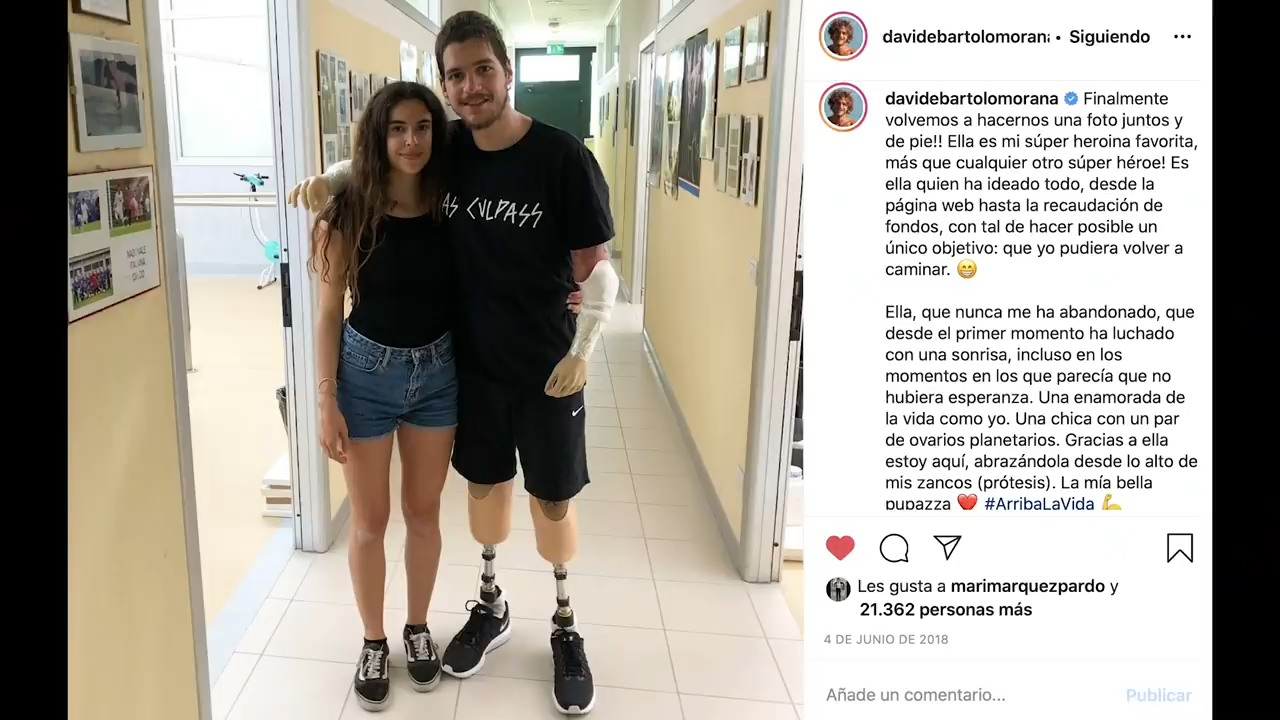 davidebartolomorana • Siguiendo
davidebartolomorana Finalmente
volvemos a hacernos una foto juntos y
de pie!! Ella es mi súper heroina favorita,
más que cualquier otro súper héroe! Es
ella quien ha ideado todo, desde la
página web hasta la recaudación de
fondos, con tal de hacer posible un
único objetivo: que yo pudiera volver a
caminar. 😁
Ella, que nunca me ha abandonado, que
desde el primer momento ha luchado
con una sonrisa, incluso en los
momentos en los que parecía que no
hubiera esperanza. Una enamorada de
la vida como yo. Una chica con un par
de ovarios planetarios. Gracias a ella
estoy aquí, abrazándola desde lo alto de
mis zancos (prótesis). La mía bella
pupazza ❤️ #ArribaLaVida 💪
Les gusta a marimarquezpardo y
21.362 personas más
4 DE JUNIO DE 2018
Añade un comentario...
Publicar
AS CVLPASS